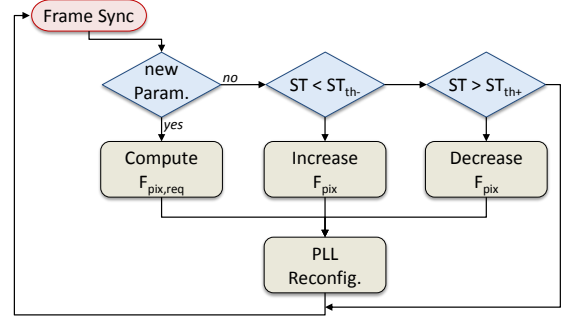 Frame Sync
new
Param.
no
ST < STth-
ST > STth+
yes
Compute
Fpix,req
Increase
Fpix
Decrease
Fpix
PLL
Reconfig.